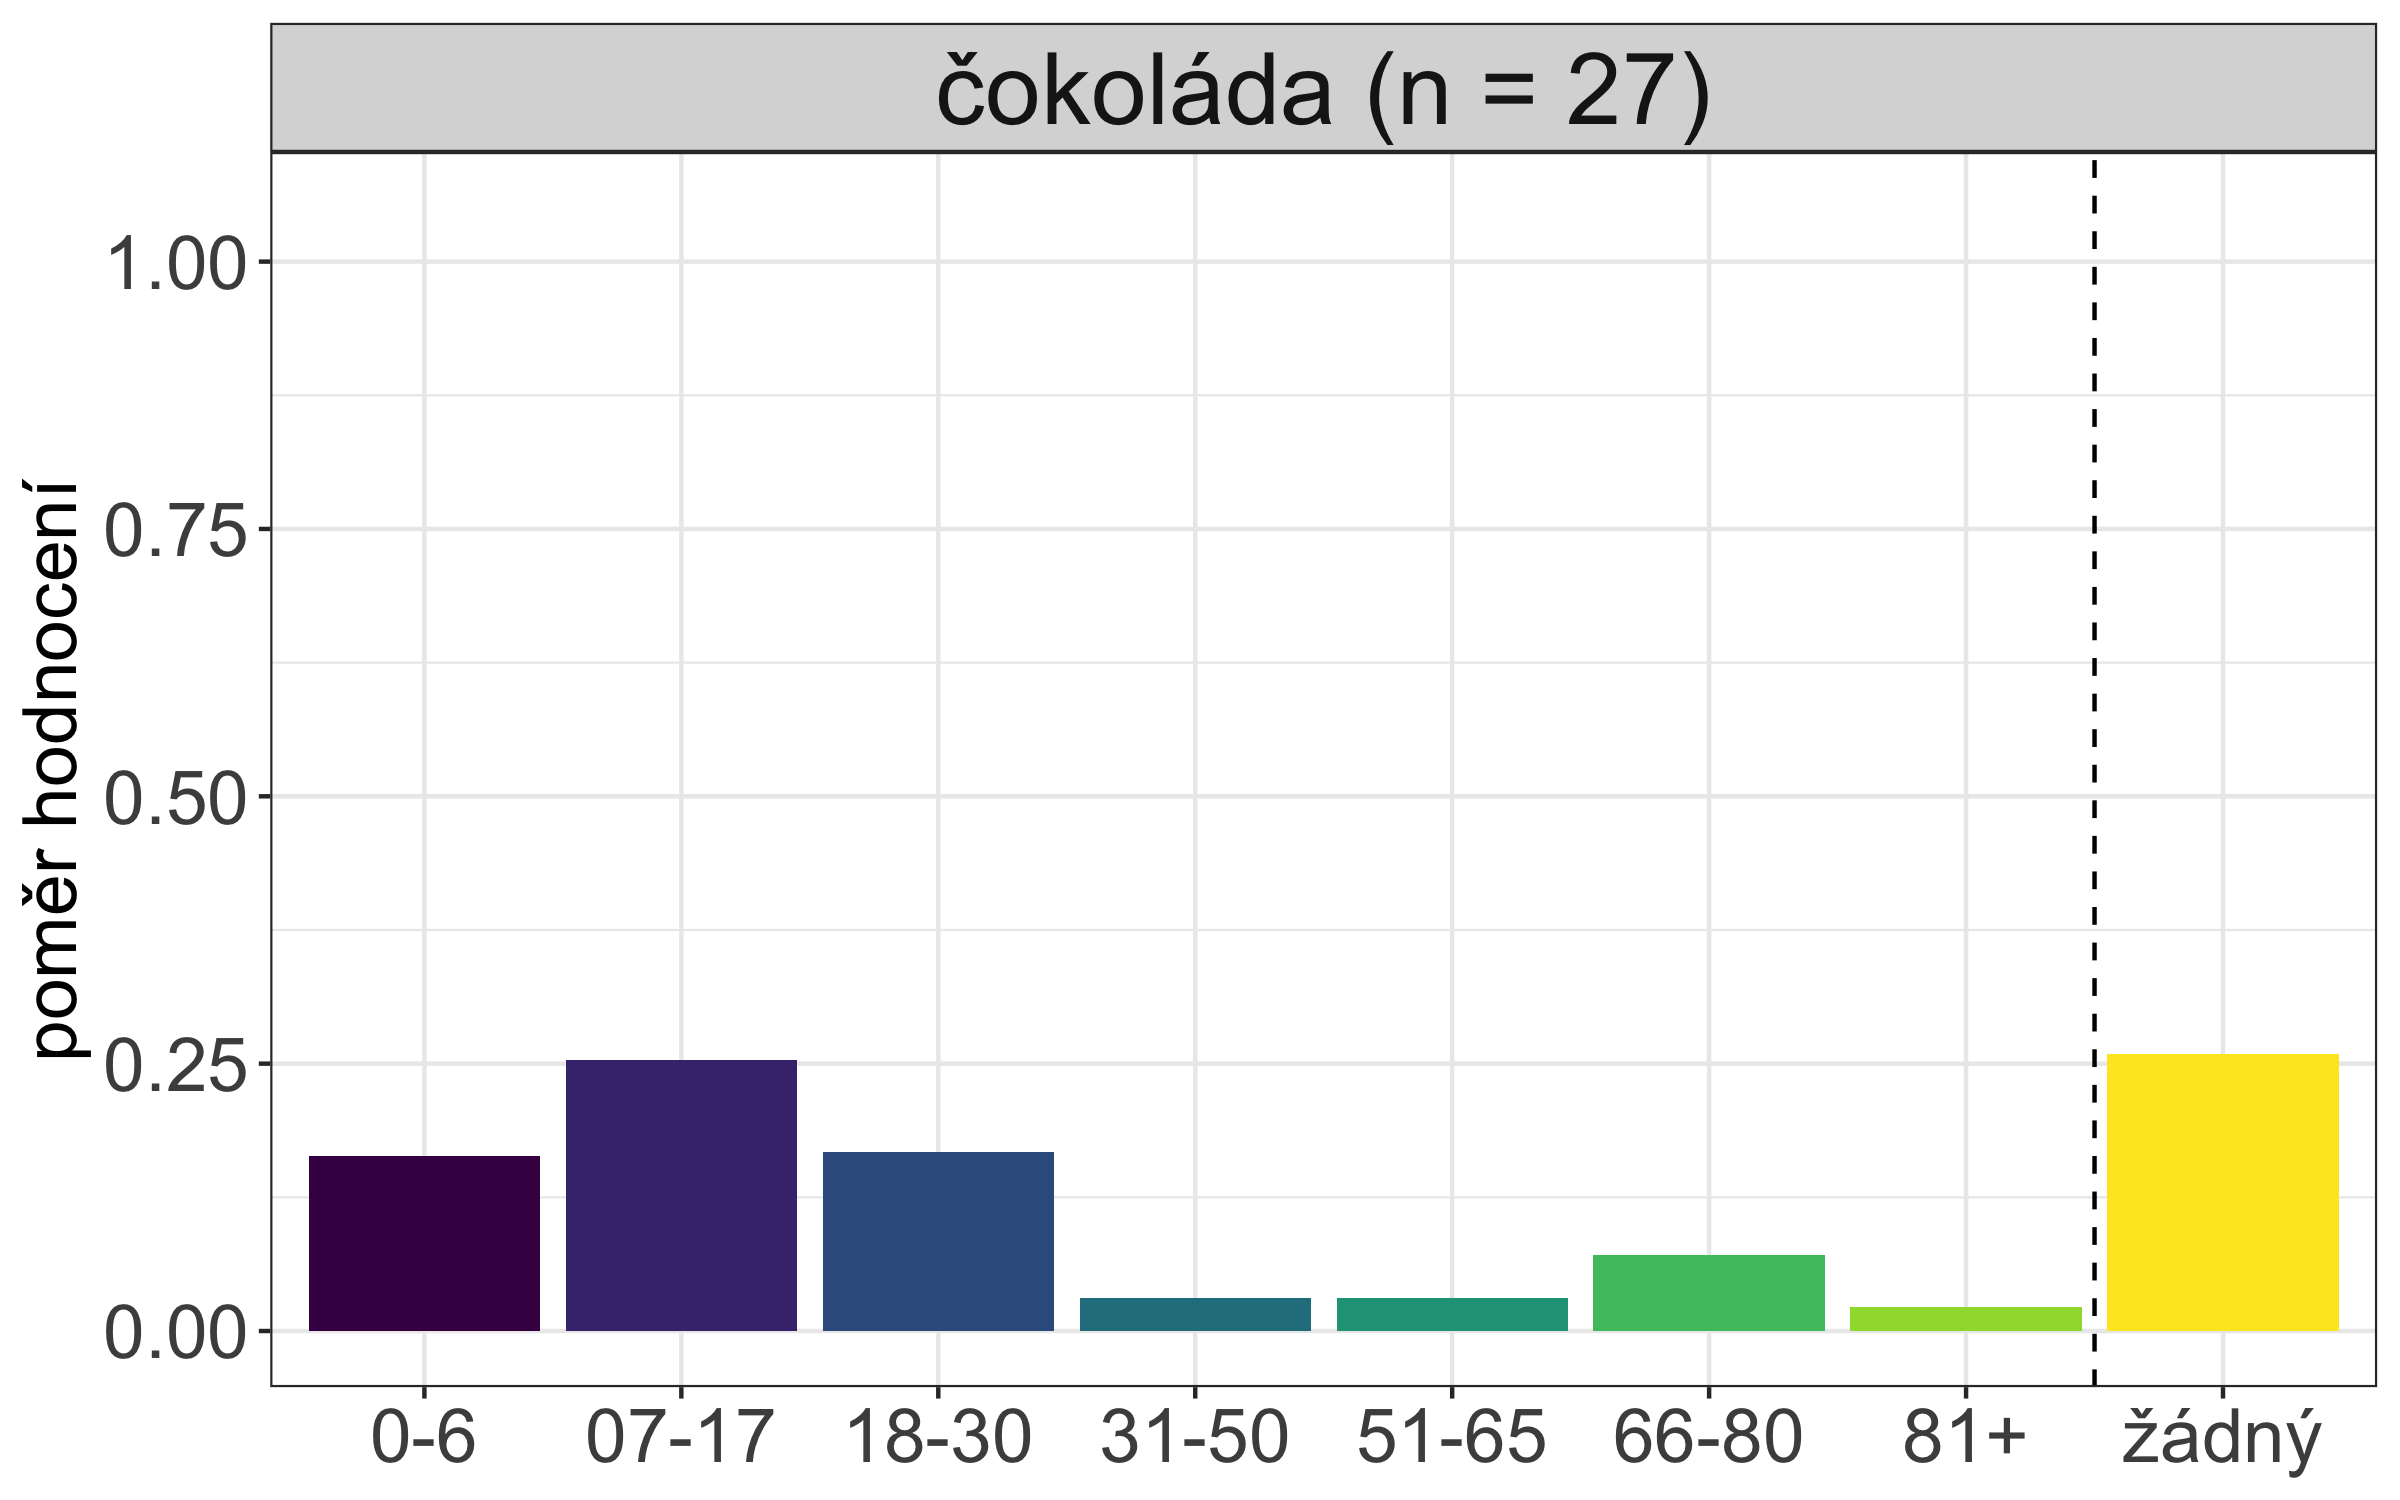 čokoláda (n = 27)
poměr hodnocení
1.00
0.75
0.50
0.25
0.00
0-6 07-17 18-30 31-50 51-65 66-80 81+ žádný